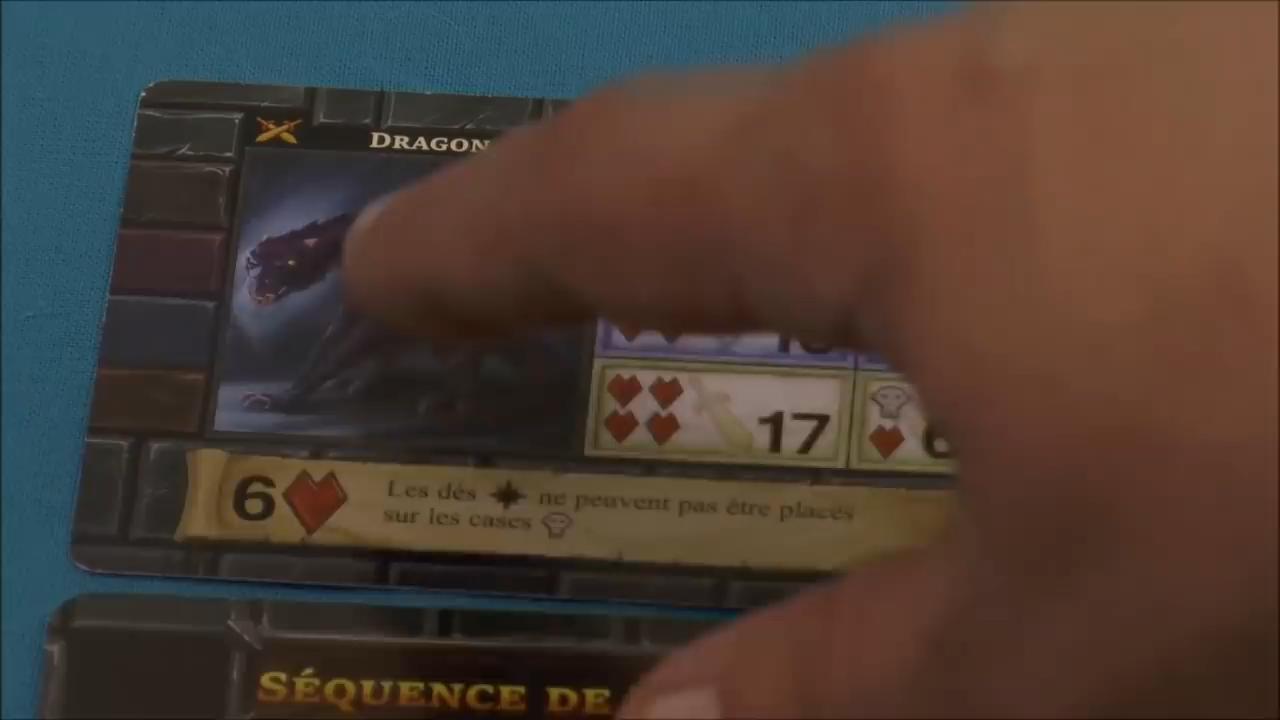 DRAGON
17
6
Les dés ne peuvent pas être placés
sur les cases
SÉQUENCE DE